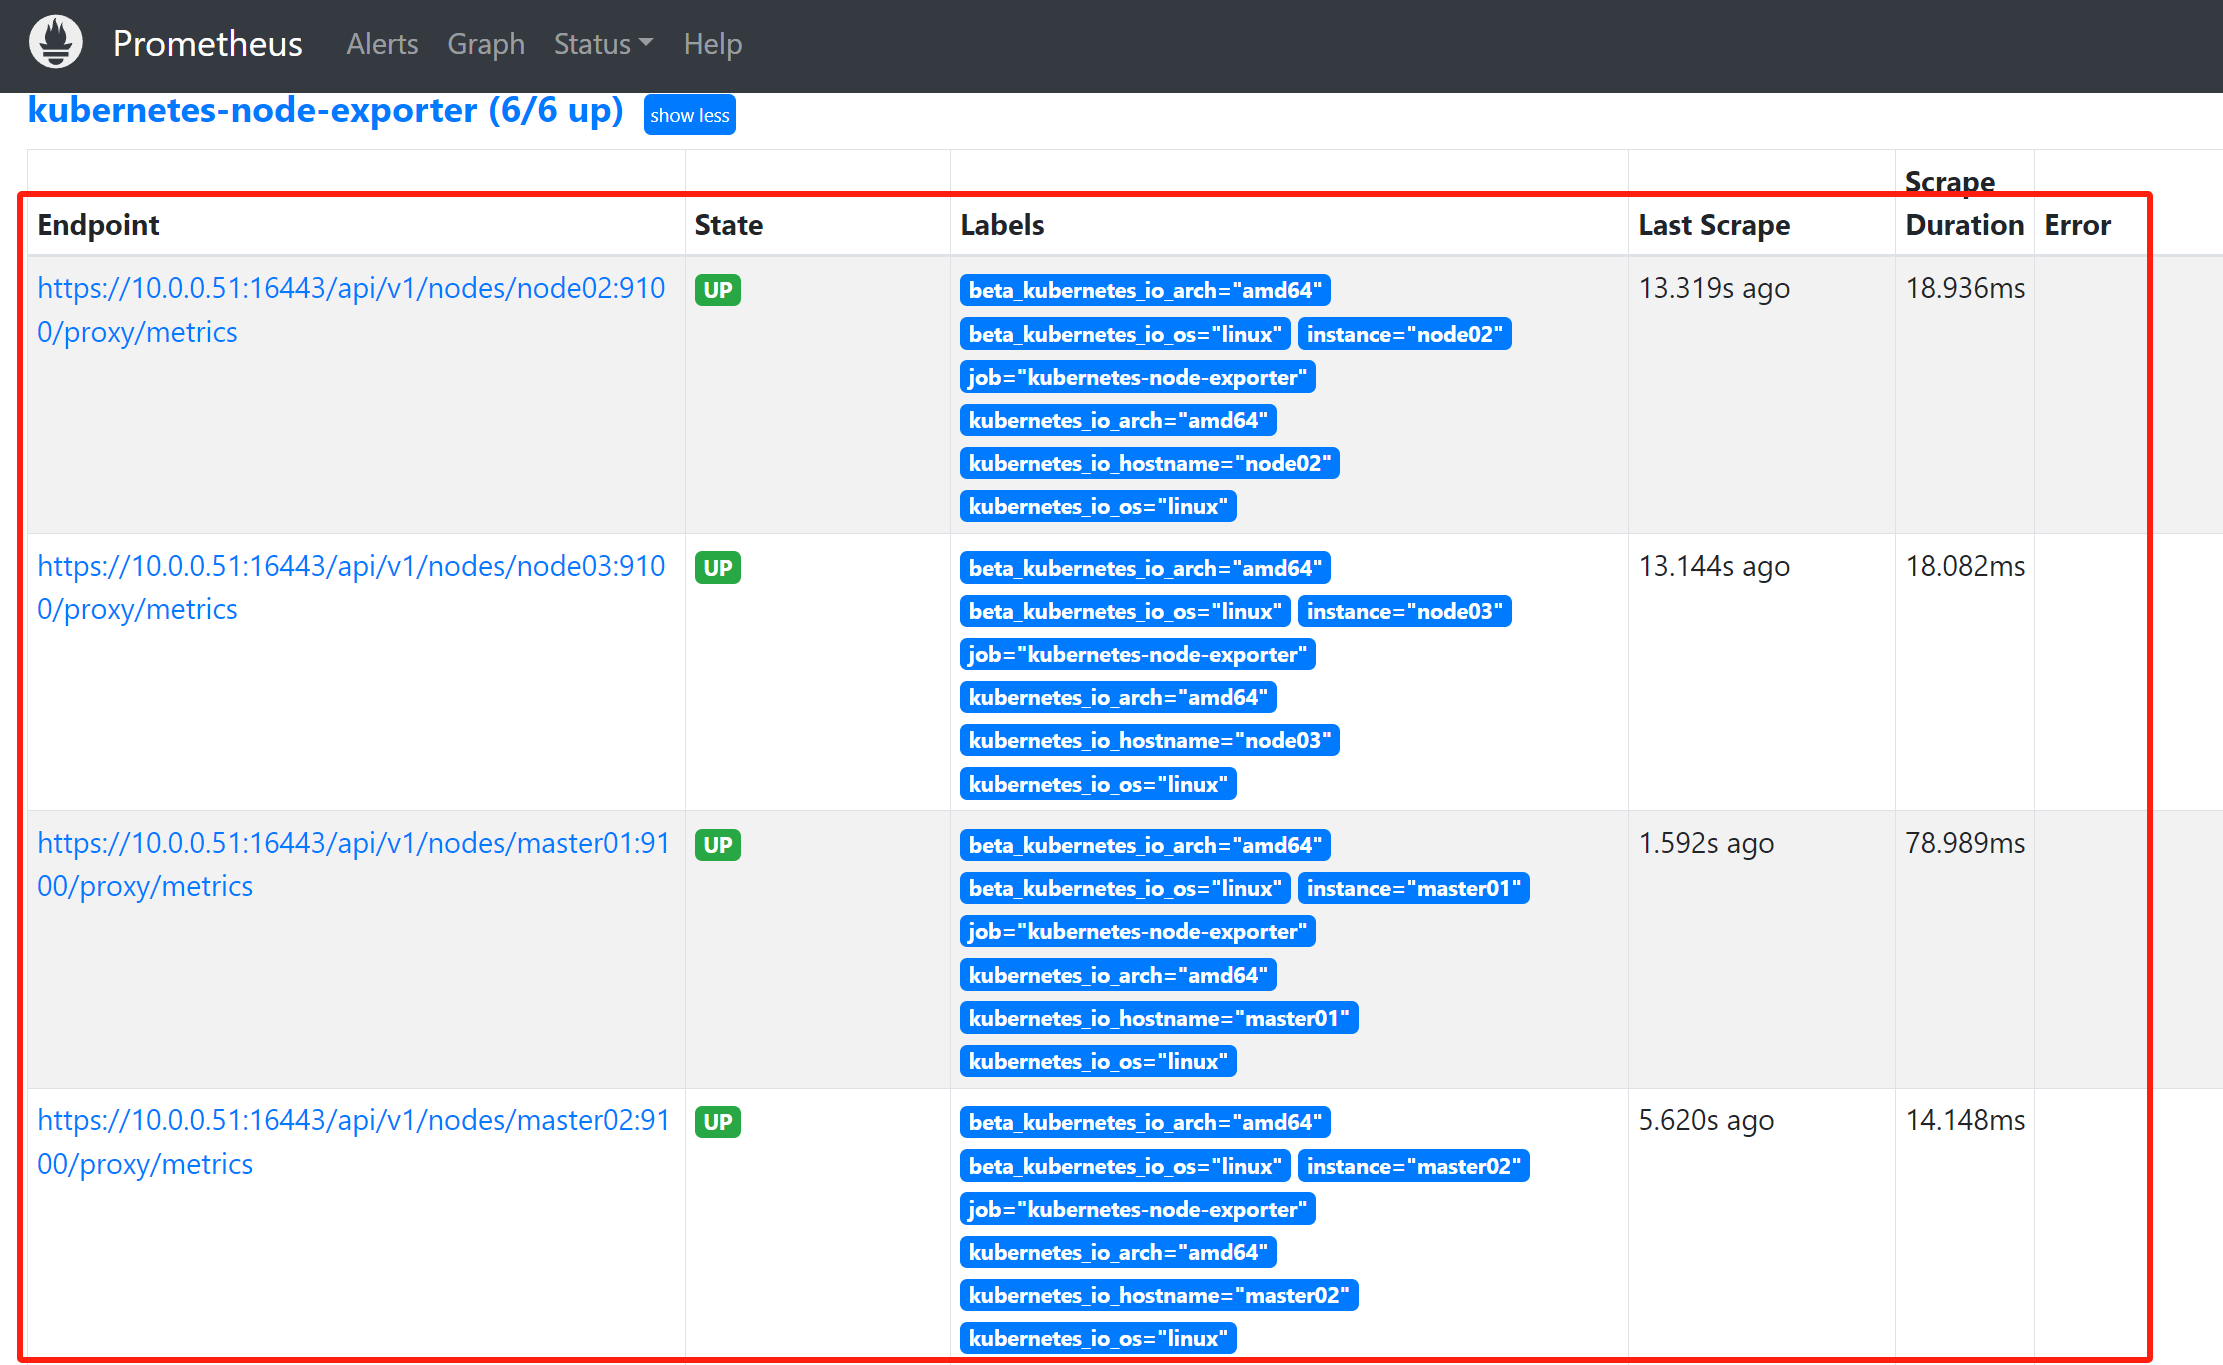 Prometheus Alerts Graph Status Help
kubernetes-node-exporter (6/6 up) show less
Endpoint State Labels Last Scrape Scrape Duration Error
https://10.0.0.51:16443/api/v1/nodes/node02:910
0/proxy/metrics
UP
beta_kubernetes_io_arch="amd64"
beta_kubernetes_io_os="linux" instance="node02"
job="kubernetes-node-exporter"
kubernetes_io_arch="amd64"
kubernetes_io_hostname="node02"
kubernetes_io_os="linux"
13.319s ago
18.936ms
https://10.0.0.51:16443/api/v1/nodes/node03:910
0/proxy/metrics
UP
beta_kubernetes_io_arch="amd64"
beta_kubernetes_io_os="linux" instance="node03"
job="kubernetes-node-exporter"
kubernetes_io_arch="amd64"
kubernetes_io_hostname="node03"
kubernetes_io_os="linux"
13.144s ago
18.082ms
https://10.0.0.51:16443/api/v1/nodes/master01:91
00/proxy/metrics
UP
beta_kubernetes_io_arch="amd64"
beta_kubernetes_io_os="linux" instance="master01"
job="kubernetes-node-exporter"
kubernetes_io_arch="amd64"
kubernetes_io_hostname="master01"
kubernetes_io_os="linux"
1.592s ago
78.989ms
https://10.0.0.51:16443/api/v1/nodes/master02:91
00/proxy/metrics
UP
beta_kubernetes_io_arch="amd64"
beta_kubernetes_io_os="linux" instance="master02"
job="kubernetes-node-exporter"
kubernetes_io_arch="amd64"
kubernetes_io_hostname="master02"
kubernetes_io_os="linux"
5.620s ago
14.148ms